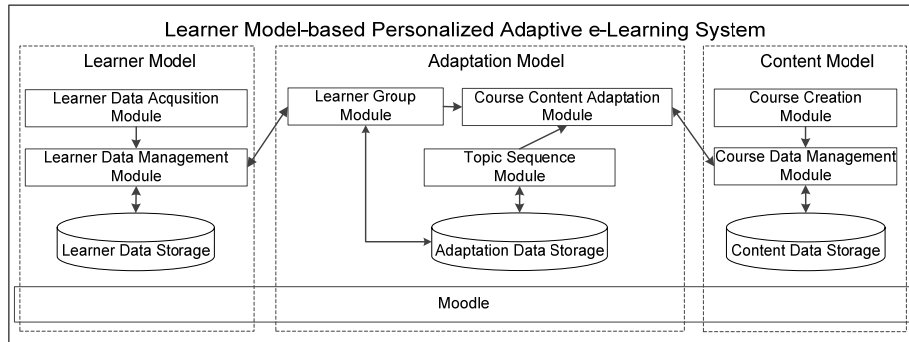 Learner Model-based Personalized Adaptive e-Learning System
Learner Model
Learner Data Acqusition
Module
Learner Data Management
Module
Learner Data Storage
Adaptation Model
Learner Group
Module
Course Content Adaptation
Module
Topic Sequence
Module
Adaptation Data Storage
Content Model
Course Creation
Module
Course Data Management
Module
Content Data Storage
Moodle